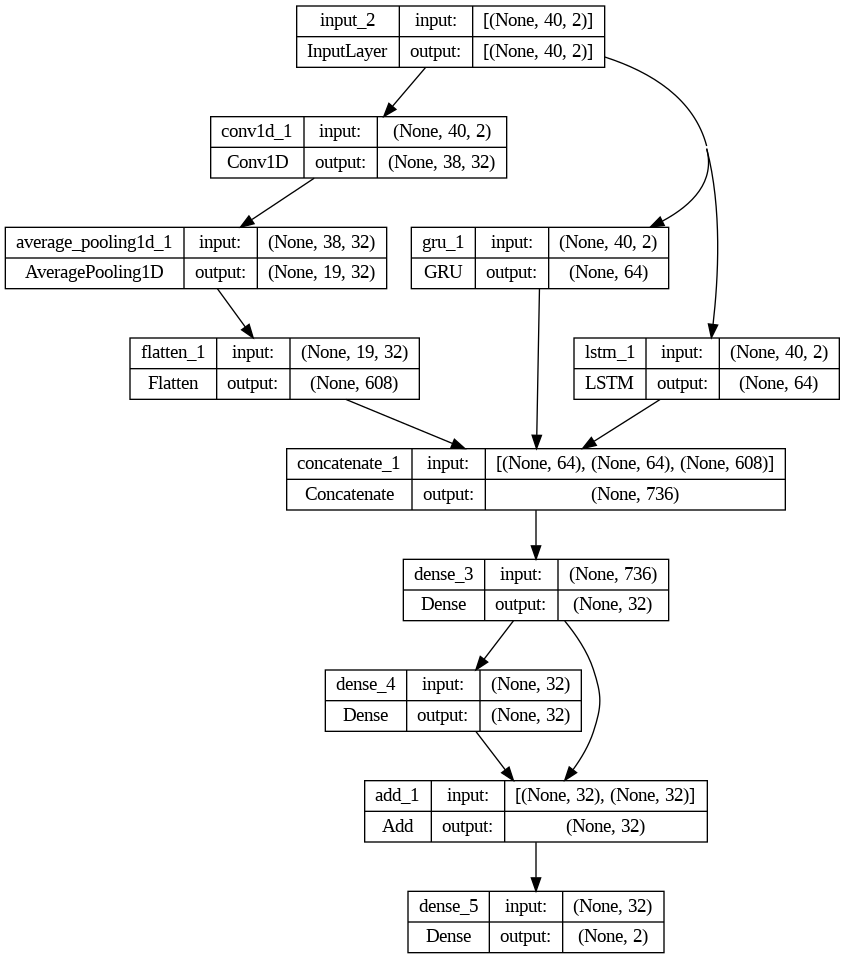 input_2 input: [(None, 40, 2)]
InputLayer output: [(None, 40, 2)]
conv1d_1 input: (None, 40, 2)
Conv1D output: (None, 38, 32)
average_pooling1d_1 input: (None, 38, 32)
AveragePooling1D output: (None, 19, 32)
gru_1 input: (None, 40, 2)
GRU output: (None, 64)
flatten_1 input: (None, 19, 32)
Flatten output: (None, 608)
lstm_1 input: (None, 40, 2)
LSTM output: (None, 64)
concatenate_1 input: [(None, 64), (None, 64), (None, 608)]
Concatenate output: (None, 736)
dense_3 input: (None, 736)
Dense output: (None, 32)
dense_4 input: (None, 32)
Dense output: (None, 32)
add_1 input: [(None, 32), (None, 32)]
Add output: (None, 32)
dense_5 input: (None, 32)
Dense output: (None, 2)